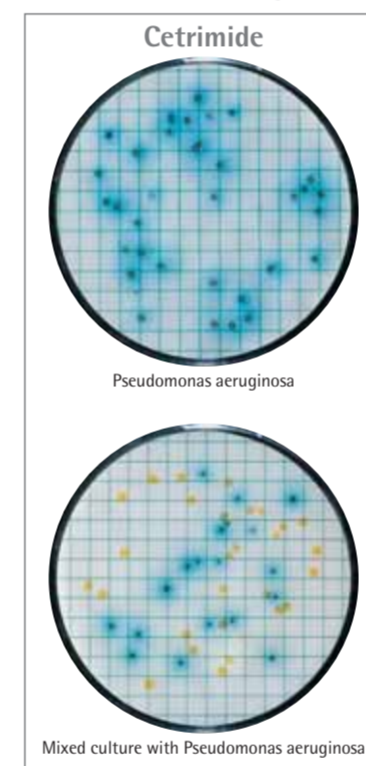 Cetrimide
Pseudomonas aeruginosa
Mixed culture with Pseudomonas aeruginosa